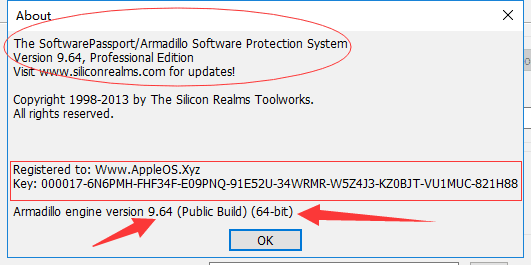 About
The SoftwarePassport/Armadillo Software Protection System
Version 9.64, Professional Edition
Visit www.siliconrealms.com for updates!
Copyright 1998-2013 by The Silicon Realms Toolworks.
All rights reserved.
Registered to: Www.AppleOS.Xyz
Key: 000017-6N6PMH-FHF34F-E09PNQ-91E52U-34WRMR-W5Z4J3-KZ0BJT-VU1MUC-821H88
Armadillo engine version 9.64 (Public Build) (64-bit)
OK